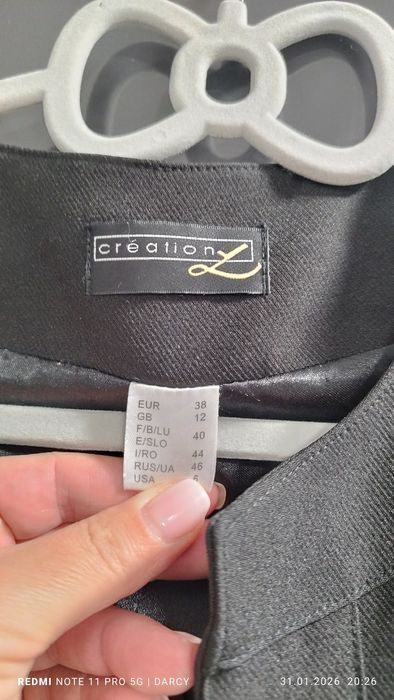 création L
EUR 38
GB 12
F/B/LU
E/SLO 40
I/RO 44
RUS/UA 46
USA 6
REDMI NOTE 11 PRO 5G | DARCY 31.01.2026 20:26